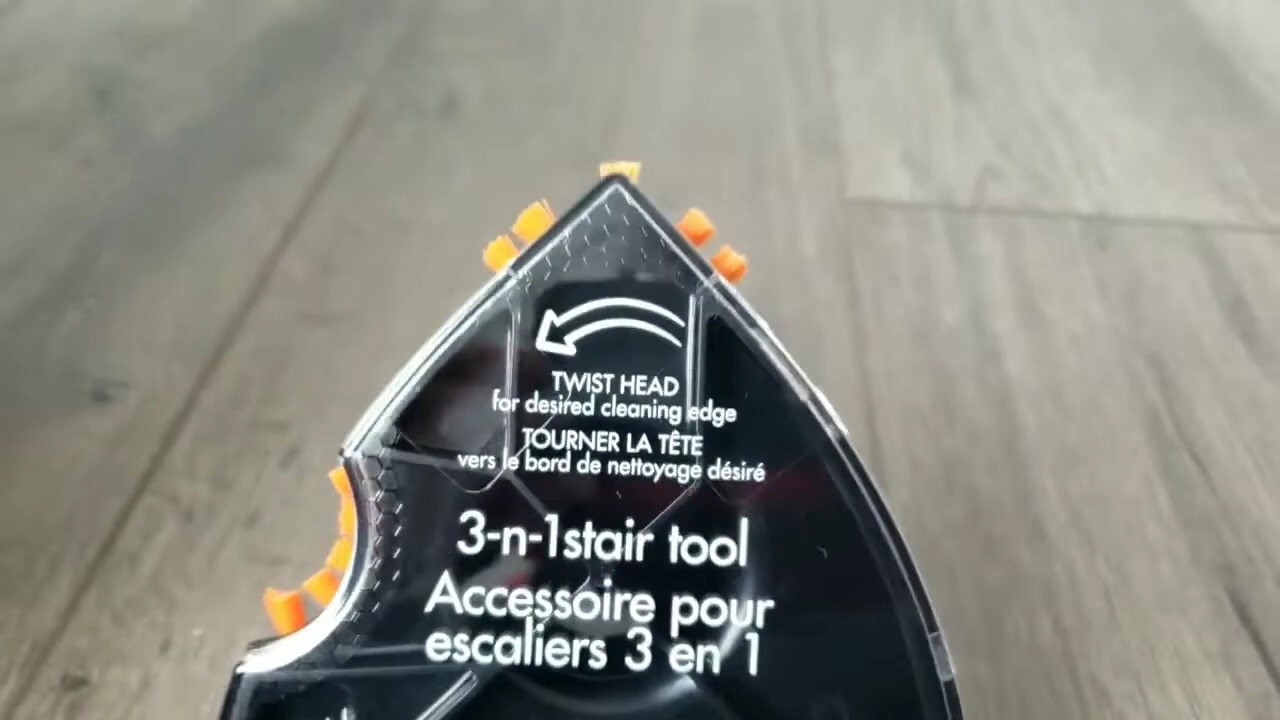 TWIST HEAD
for desired cleaning edge
TOURNER LA TÊTE
vers le bord de nettoyage désiré
3-n-1stair tool
Accessoire pour
escaliers 3 en 1